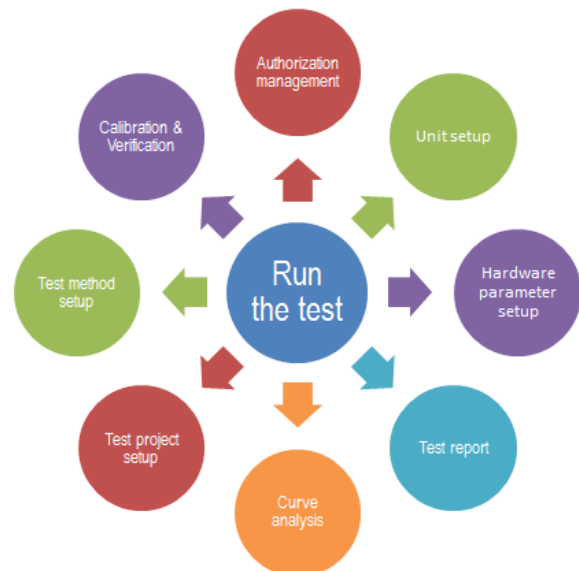 Authorization
management
Calibration &
Verification
Unit setup
Test method
setup
Run
the test
Hardware
parameter
setup
Test project
setup
Test report
Curve
analysis